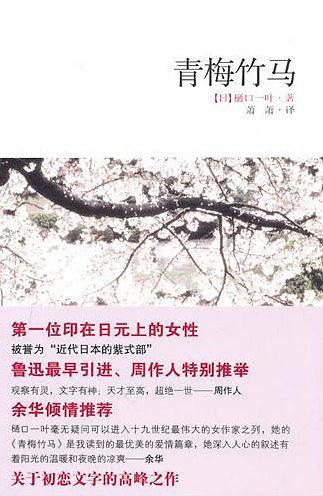 青梅竹马
【日】樋口一叶·著
萧萧·译
第一位印在日元上的女性
被誉为“近代日本的紫式部”
鲁迅最早引进、周作人特别推举
观察有灵，文字有神；天才至高，超绝一世——周作人
余华倾情推荐
樋口一叶毫无疑问可以进入十九世纪最伟大的女作家之列，她的
《青梅竹马》是我读到的最优美的爱情篇章，她深入人心的叙述有
着阳光的温暖和夜晚的凉爽——余华
关于初恋文字的高峰之作